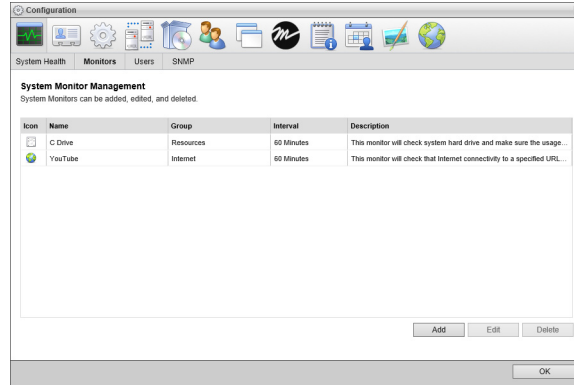 Configuration
System Health Monitors Users SNMP
System Monitor Management
System Monitors can be added, edited, and deleted.
Icon Name Group Interval Description
C Drive Resources 60 Minutes This monitor will check system hard drive and make sure the usage...
YouTube Internet 60 Minutes This monitor will check that Internet connectivity to a specified URL...
Add Edit Delete
OK